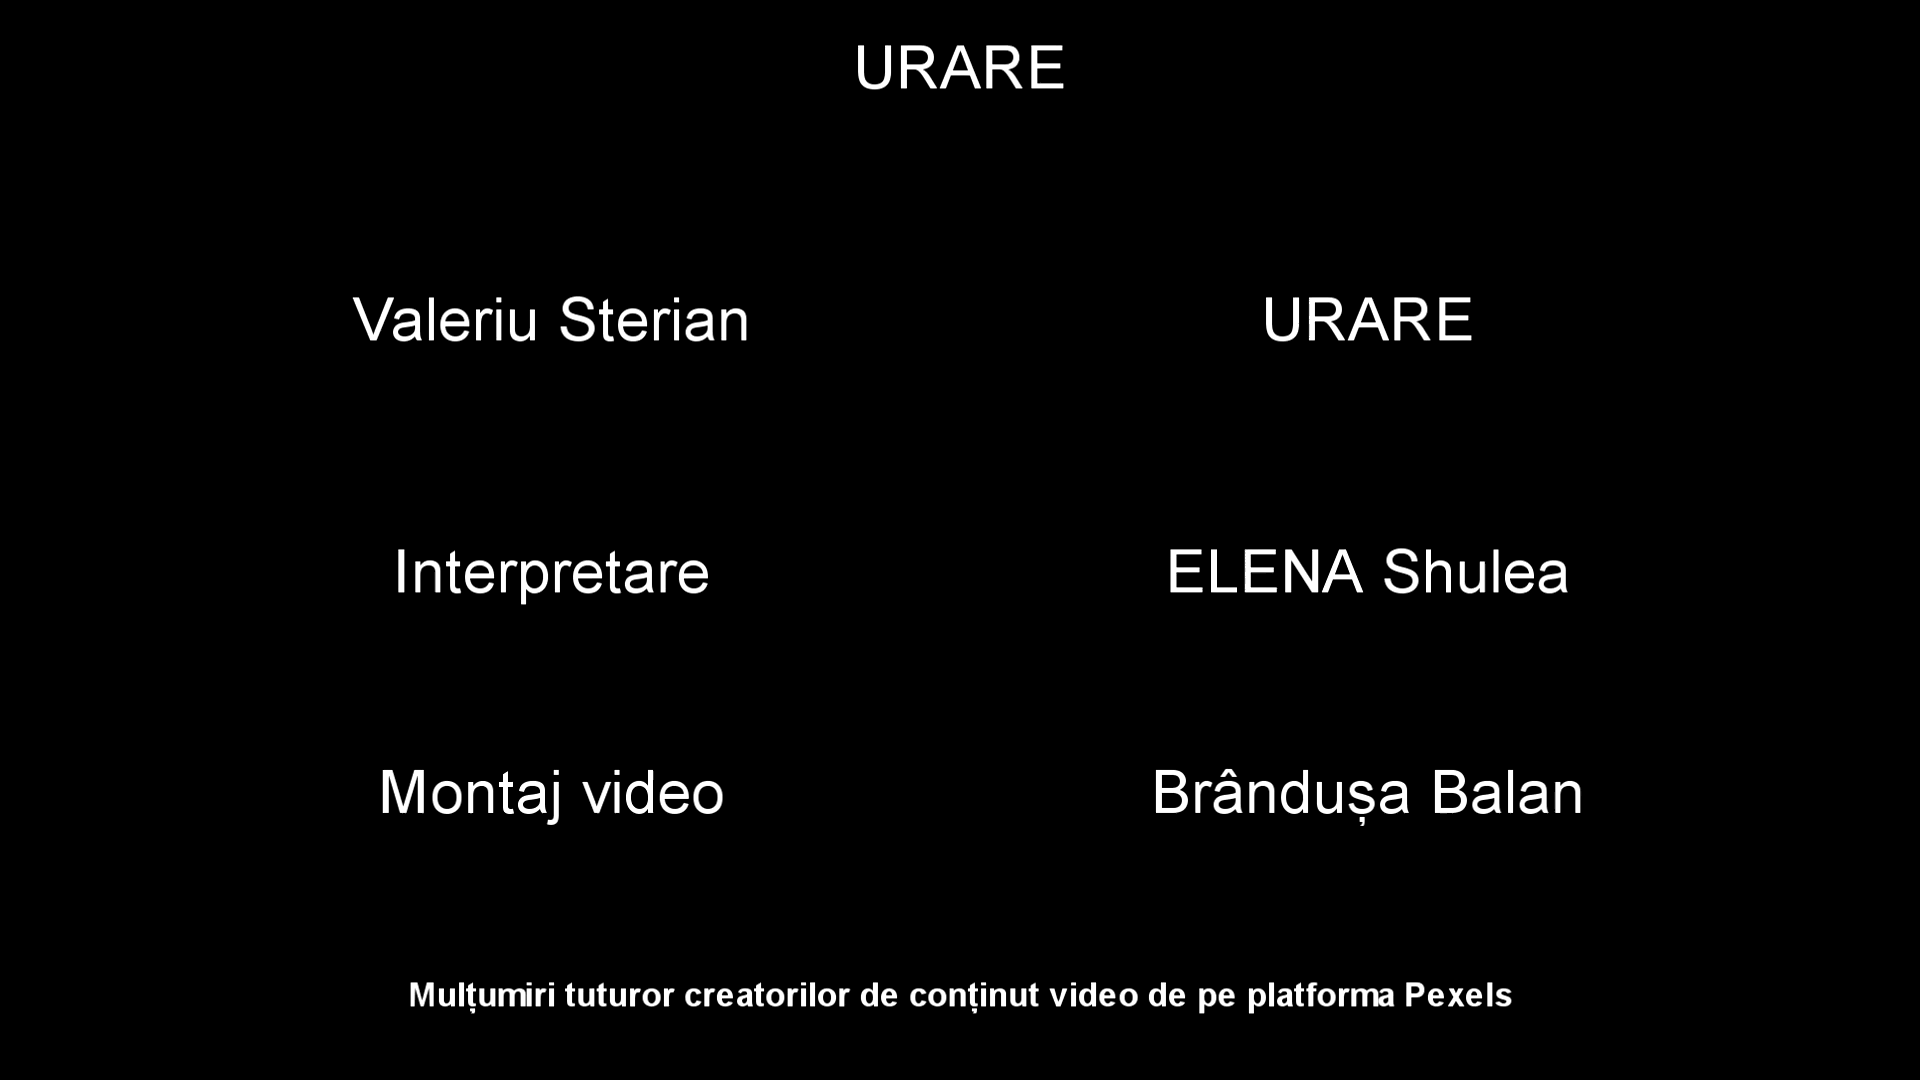 URARE
Valeriu Sterian URARE
Interpretare ELENA Shulea
Montaj video Brândușa Balan
Mulțumiri tuturor creatorilor de conținut video de pe platforma Pexels